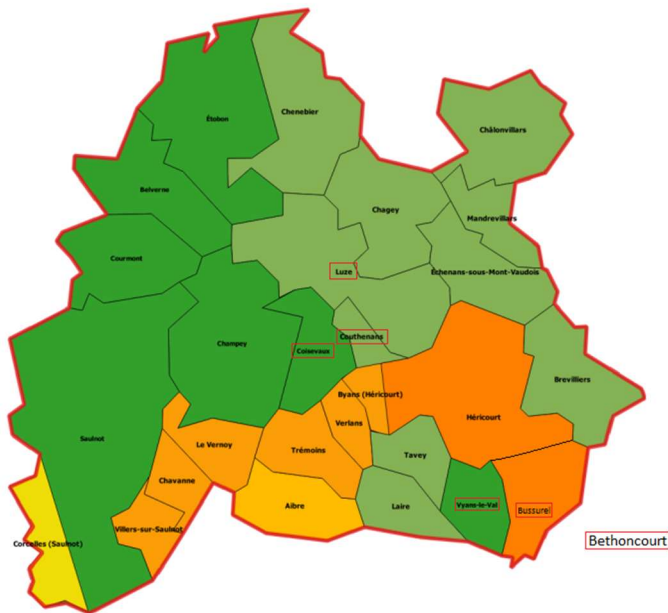 Étobon
Chenebier
Châlonvillars
Belverne
Chagey
Mandrevillars
Courmont
Luze
Echenans-sous-Mont-Vaudois
Champey
Coisevaux
Couthenans
Brevilliers
Byans (Héricourt)
Héricourt
Saulnot
Le Vernoy
Trémoins
Verlans
Tavey
Chavanne
Villers-sur-Saulnot
Aibre
Laire
Vyans-le-Val
Bussurel
Corcelles (Saulnot)
Bethoncourt